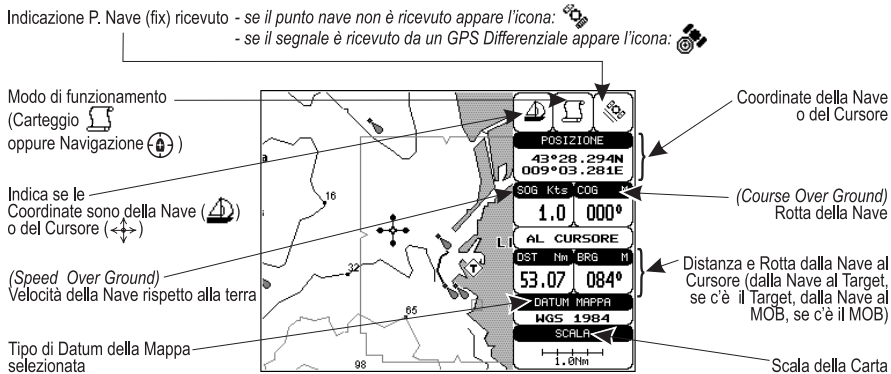 Indicazione P. Nave (fix) ricevuto - se il punto nave non è ricevuto appare l'icona:
- se il segnale è ricevuto da un GPS Differenziale appare l'icona:
Modo di funzionamento
(Carteggio
oppure Navigazione )
Indica se le
Coordinate sono della Nave ( )
o del Cursore ( )
(Speed Over Ground)
Velocità della Nave rispetto alla terra
Tipo di Datum della Mappa
selezionata
16
32
65
98
LI
T
POSIZIONE
43°28.294N
009°03.281E
SOG Kts COG M
1.0 000°
AL CURSORE
DST Nm BRG M
53.07 084°
DATUM MAPPA
WGS 1984
SCALA
1.0Nm
Coordinate della Nave
o del Cursore
(Course Over Ground)
Rotta della Nave
Distanza e Rotta dalla Nave al
Cursore (dalla Nave al Target,
se c'è il Target, dalla Nave al
MOB, se c'è il MOB)
Scala della Carta